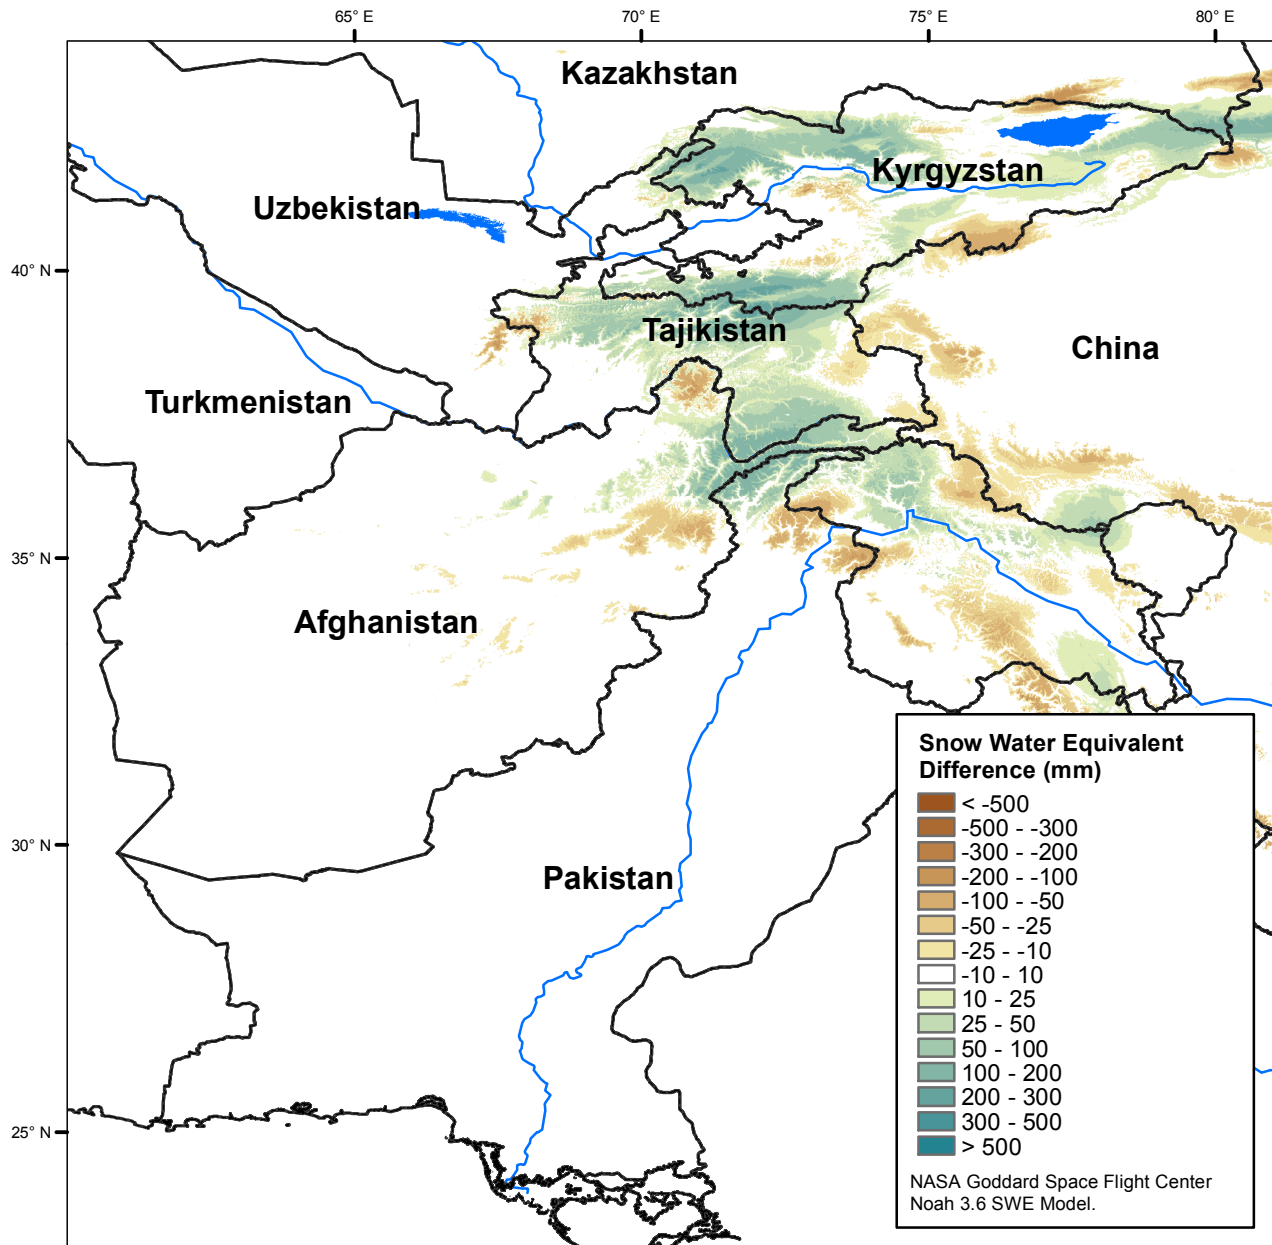 65° E
70° E
75° E
80° E
Kazakhstan
Kyrgyzstan
Uzbekistan
40° N
Tajikistan
China
Turkmenistan
35° N
Afghanistan
30° N
Pakistan
25° N
Snow Water Equivalent
Difference (mm)
< -500
-500 - -300
-300 - -200
-200 - -100
-100 - -50
-50 - -25
-25 - -10
-10 - 10
10 - 25
25 - 50
50 - 100
100 - 200
200 - 300
300 - 500
> 500
NASA Goddard Space Flight Center
Noah 3.6 SWE Model.